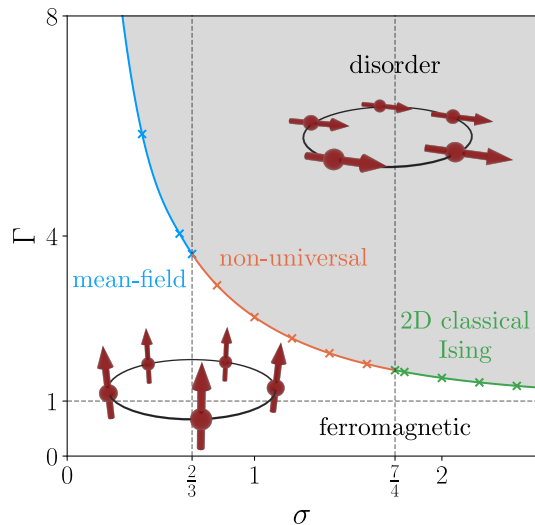 8
disorder
Γ
4
non-universal
mean-field
2D classical
Ising
1
ferromagnetic
0
0
2/3
1
7/4
2
σ